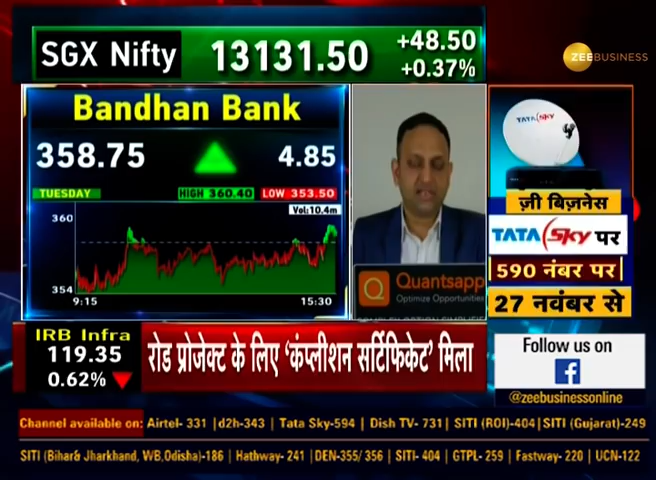 SGX Nifty
13131.50
+48.50
+0.37%
ZEEBUSINESS
Bandhan Bank
358.75
4.85
TUESDAY
HIGH 360.40
LOW 353.50
Vol:10.4m
360
354
9:15
15:30
Quantsapp
Optimize Opportunities
TATA Sky
ज़ी बिज़नेस
TATA Sky पर
590 नंबर पर
27 नवंबर से
IRB Infra
119.35
0.62%
रोड प्रोजेक्ट के लिए ‘कंप्लीशन सर्टिफिकेट’ मिला
Follow us on
f
@zeebusinessonline
Channel available on: Airtel- 331 | d2h-343 | Tata Sky-594 | Dish TV- 731 | SITI (ROI)-404 | SITI (Gujarat)-249
SITI (Bihar& Jharkhand, WB,Odisha)-186 | Hathway- 241 | DEN-355/ 356 | SITI- 404 | GTPL- 259 | Fastway- 220 | UCN-122